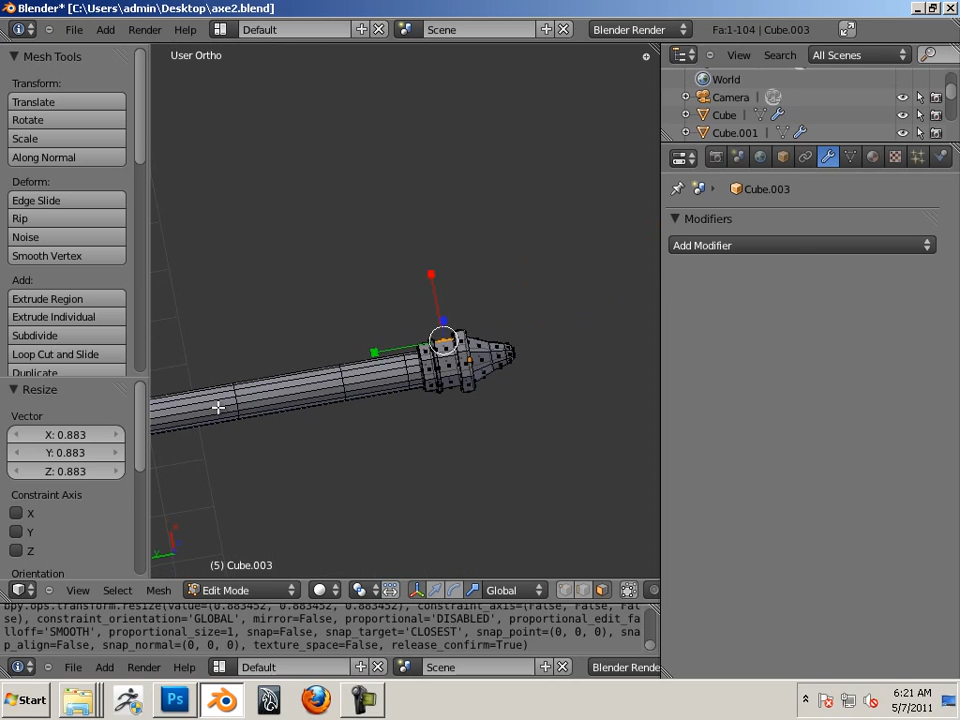 Blender* [C:\Users\admin\Desktop\axe2.blend]
File Add Render Help Default Scene Blender Render Fa:1-104 | Cube.003
Mesh Tools
Transform:
Translate
Rotate
Scale
Along Normal
Deform:
Edge Slide
Rip
Noise
Smooth Vertex
Add:
Extrude Region
Extrude Individual
Subdivide
Loop Cut and Slide
Duplicate
Resize
Vector
X: 0.883
Y: 0.883
Z: 0.883
Constraint Axis
X
Y
Z
Orientation
User Ortho
(5) Cube.003
View Select Mesh Edit Mode Global
View Search All Scenes
World
Camera
Cube
Cube.001
Cube.003
Modifiers
Add Modifier
bpy.ops.transform.resize(value=(0.883452, 0.883452, 0.883452), constraint_axis=(False, False, Fal
se), constraint_orientation='GLOBAL', mirror=False, proportional='DISABLED', proportional_edit_fa
lloff='SMOOTH', proportional_size=1, snap=False, snap_target='CLOSEST', snap_point=(0, 0, 0), sna
p_align=False, snap_normal=(0, 0, 0), texture_space=False, release_confirm=True)
File Add Render Help Default Scene Blender Rende
Start
Ps
6:21 AM
5/7/2011